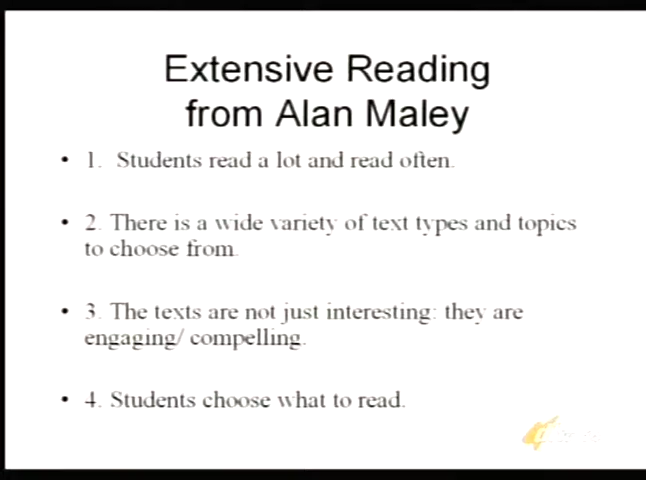 Extensive Reading
from Alan Maley
• 1. Students read a lot and read often.
• 2. There is a wide variety of text types and topics
to choose from.
• 3. The texts are not just interesting: they are
engaging/ compelling.
• 4. Students choose what to read.